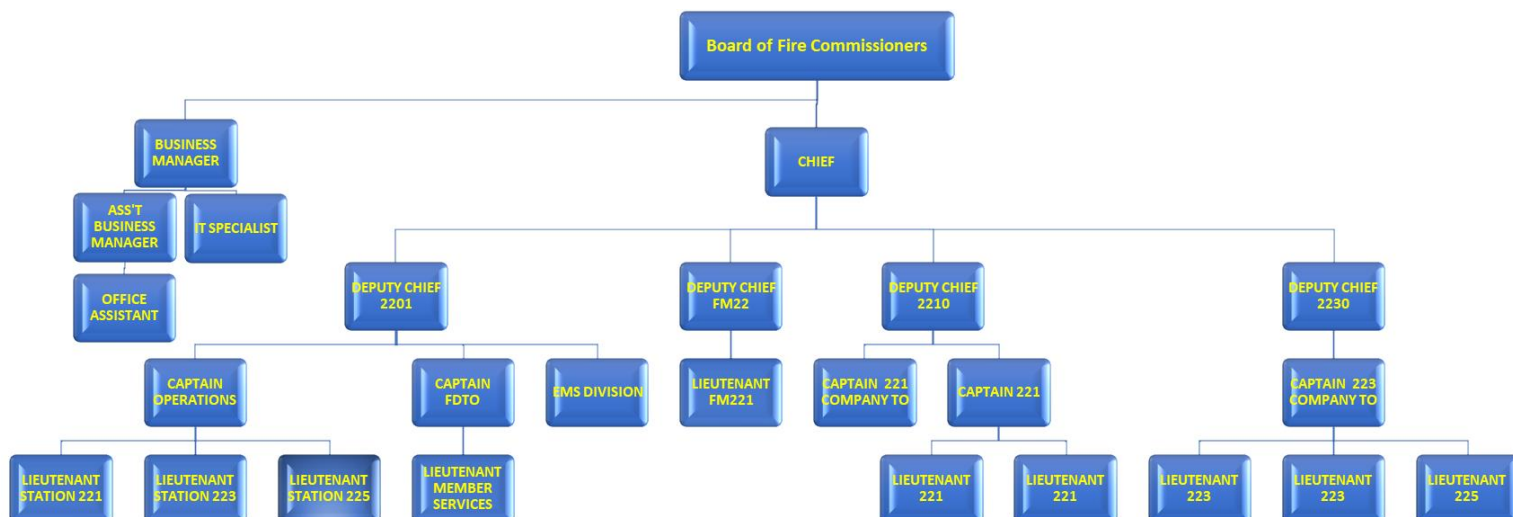 Board of Fire Commissioners
BUSINESS
MANAGER
CHIEF
ASS'T
BUSINESS
MANAGER
IT SPECIALIST
OFFICE
ASSISTANT
DEPUTY CHIEF
2201
DEPUTY CHIEF
FM22
DEPUTY CHIEF
2210
DEPUTY CHIEF
2230
CAPTAIN
OPERATIONS
CAPTAIN
FDTO
EMS DIVISION
LIEUTENANT
FM221
CAPTAIN 221
COMPANY TO
CAPTAIN 221
CAPTAIN 223
COMPANY TO
LIEUTENANT
STATION 221
LIEUTENANT
STATION 223
LIEUTENANT
STATION 225
LIEUTENANT
MEMBER
SERVICES
LIEUTENANT
221
LIEUTENANT
221
LIEUTENANT
223
LIEUTENANT
223
LIEUTENANT
225